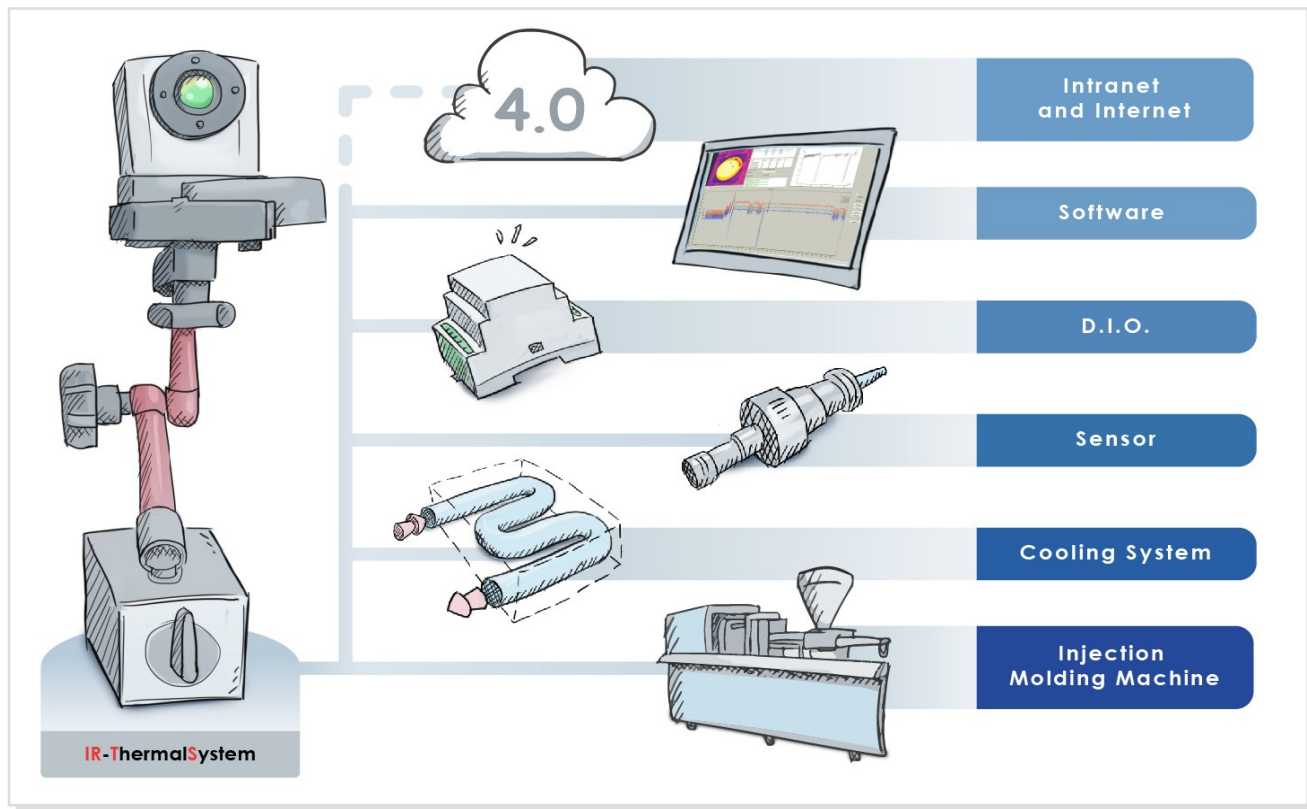 4.0
Intranet
and Internet
Software
D.I.O.
Sensor
Cooling System
Injection
Molding Machine
IR-ThermalSystem